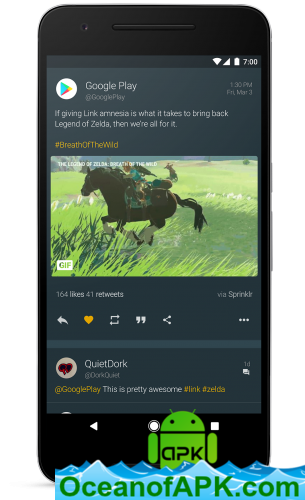 7:00
Google Play
1:30 PM
@GooglePlay
Fri, Mar 3
If giving Link amnesia is what it takes to bring back
Legend of Zelda, then we're all for it.
#BreathOfTheWild
THE LEGEND OF ZELDA: BREATH OF THE WILD
GIF
164 likes 41 retweets
via Sprinklr
QuietDork
1d
@DorkQuiet
@GooglePlay This is pretty awesome #link #zelda
APK
OceanofAPK.com